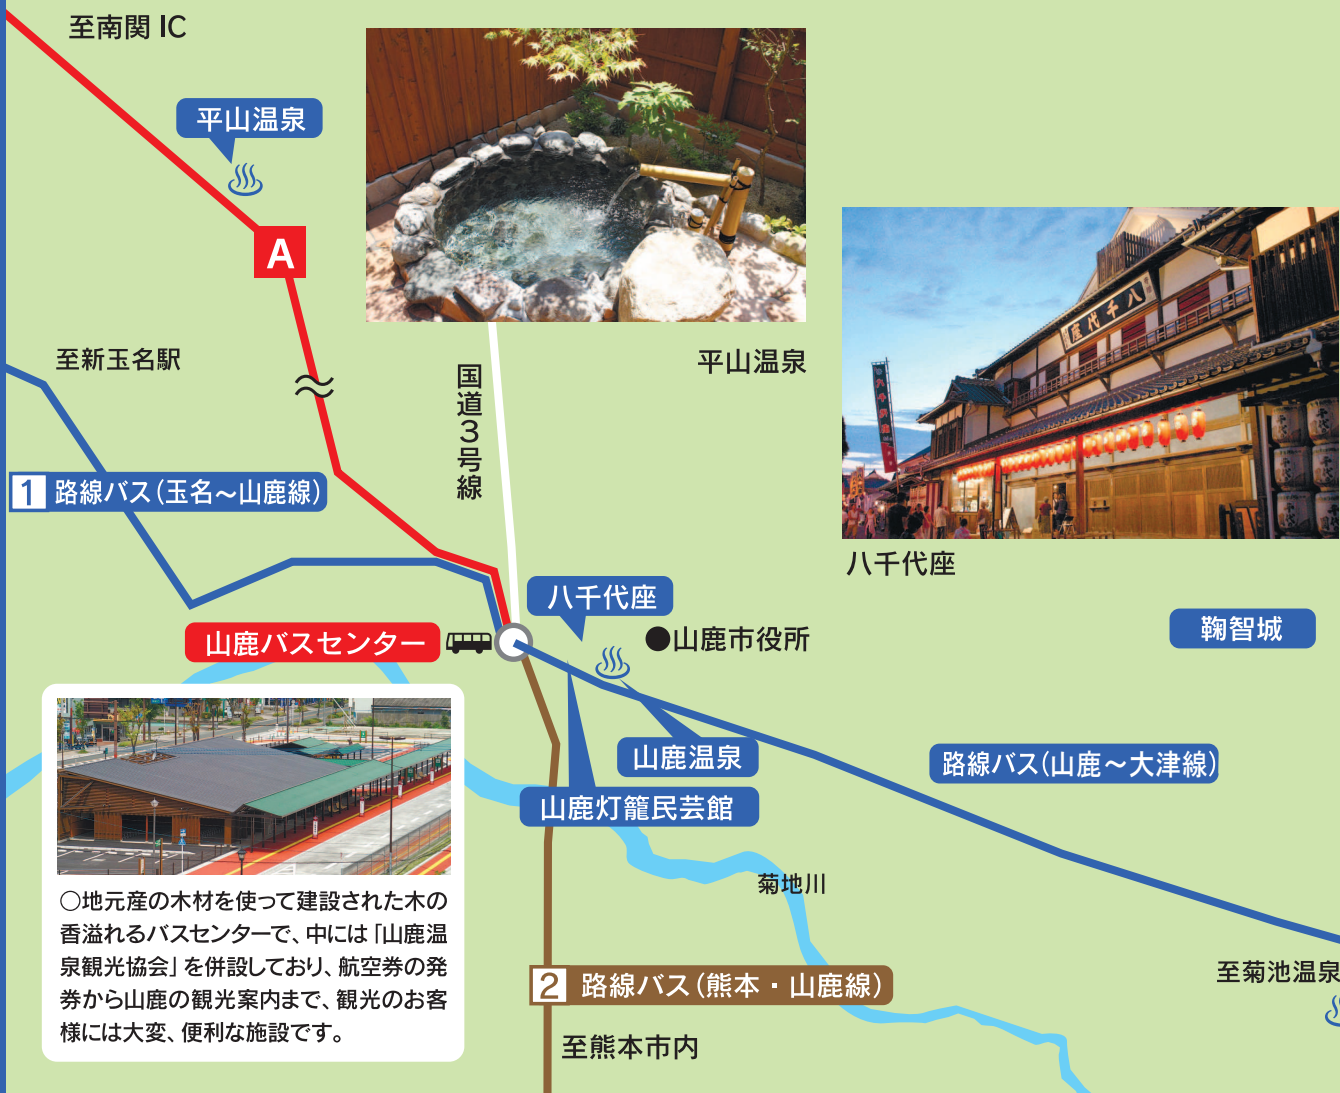 至南関 IC
平山温泉
A
至新玉名駅
国道3号線
平山温泉
八千代座
八千代座
1 路線バス(玉名～山鹿線)
八千代座
山鹿バスセンター
●山鹿市役所
鞠智城
山鹿温泉
路線バス(山鹿～大津線)
山鹿灯籠民芸館
菊地川
○地元産の木材を使って建設された木の
香溢れるバスセンターで、中には「山鹿温
泉観光協会」を併設しており、航空券の発
券から山鹿の観光案内まで、観光のお客
様には大変、便利な施設です。
2 路線バス(熊本・山鹿線)
至菊池温泉
至熊本市内